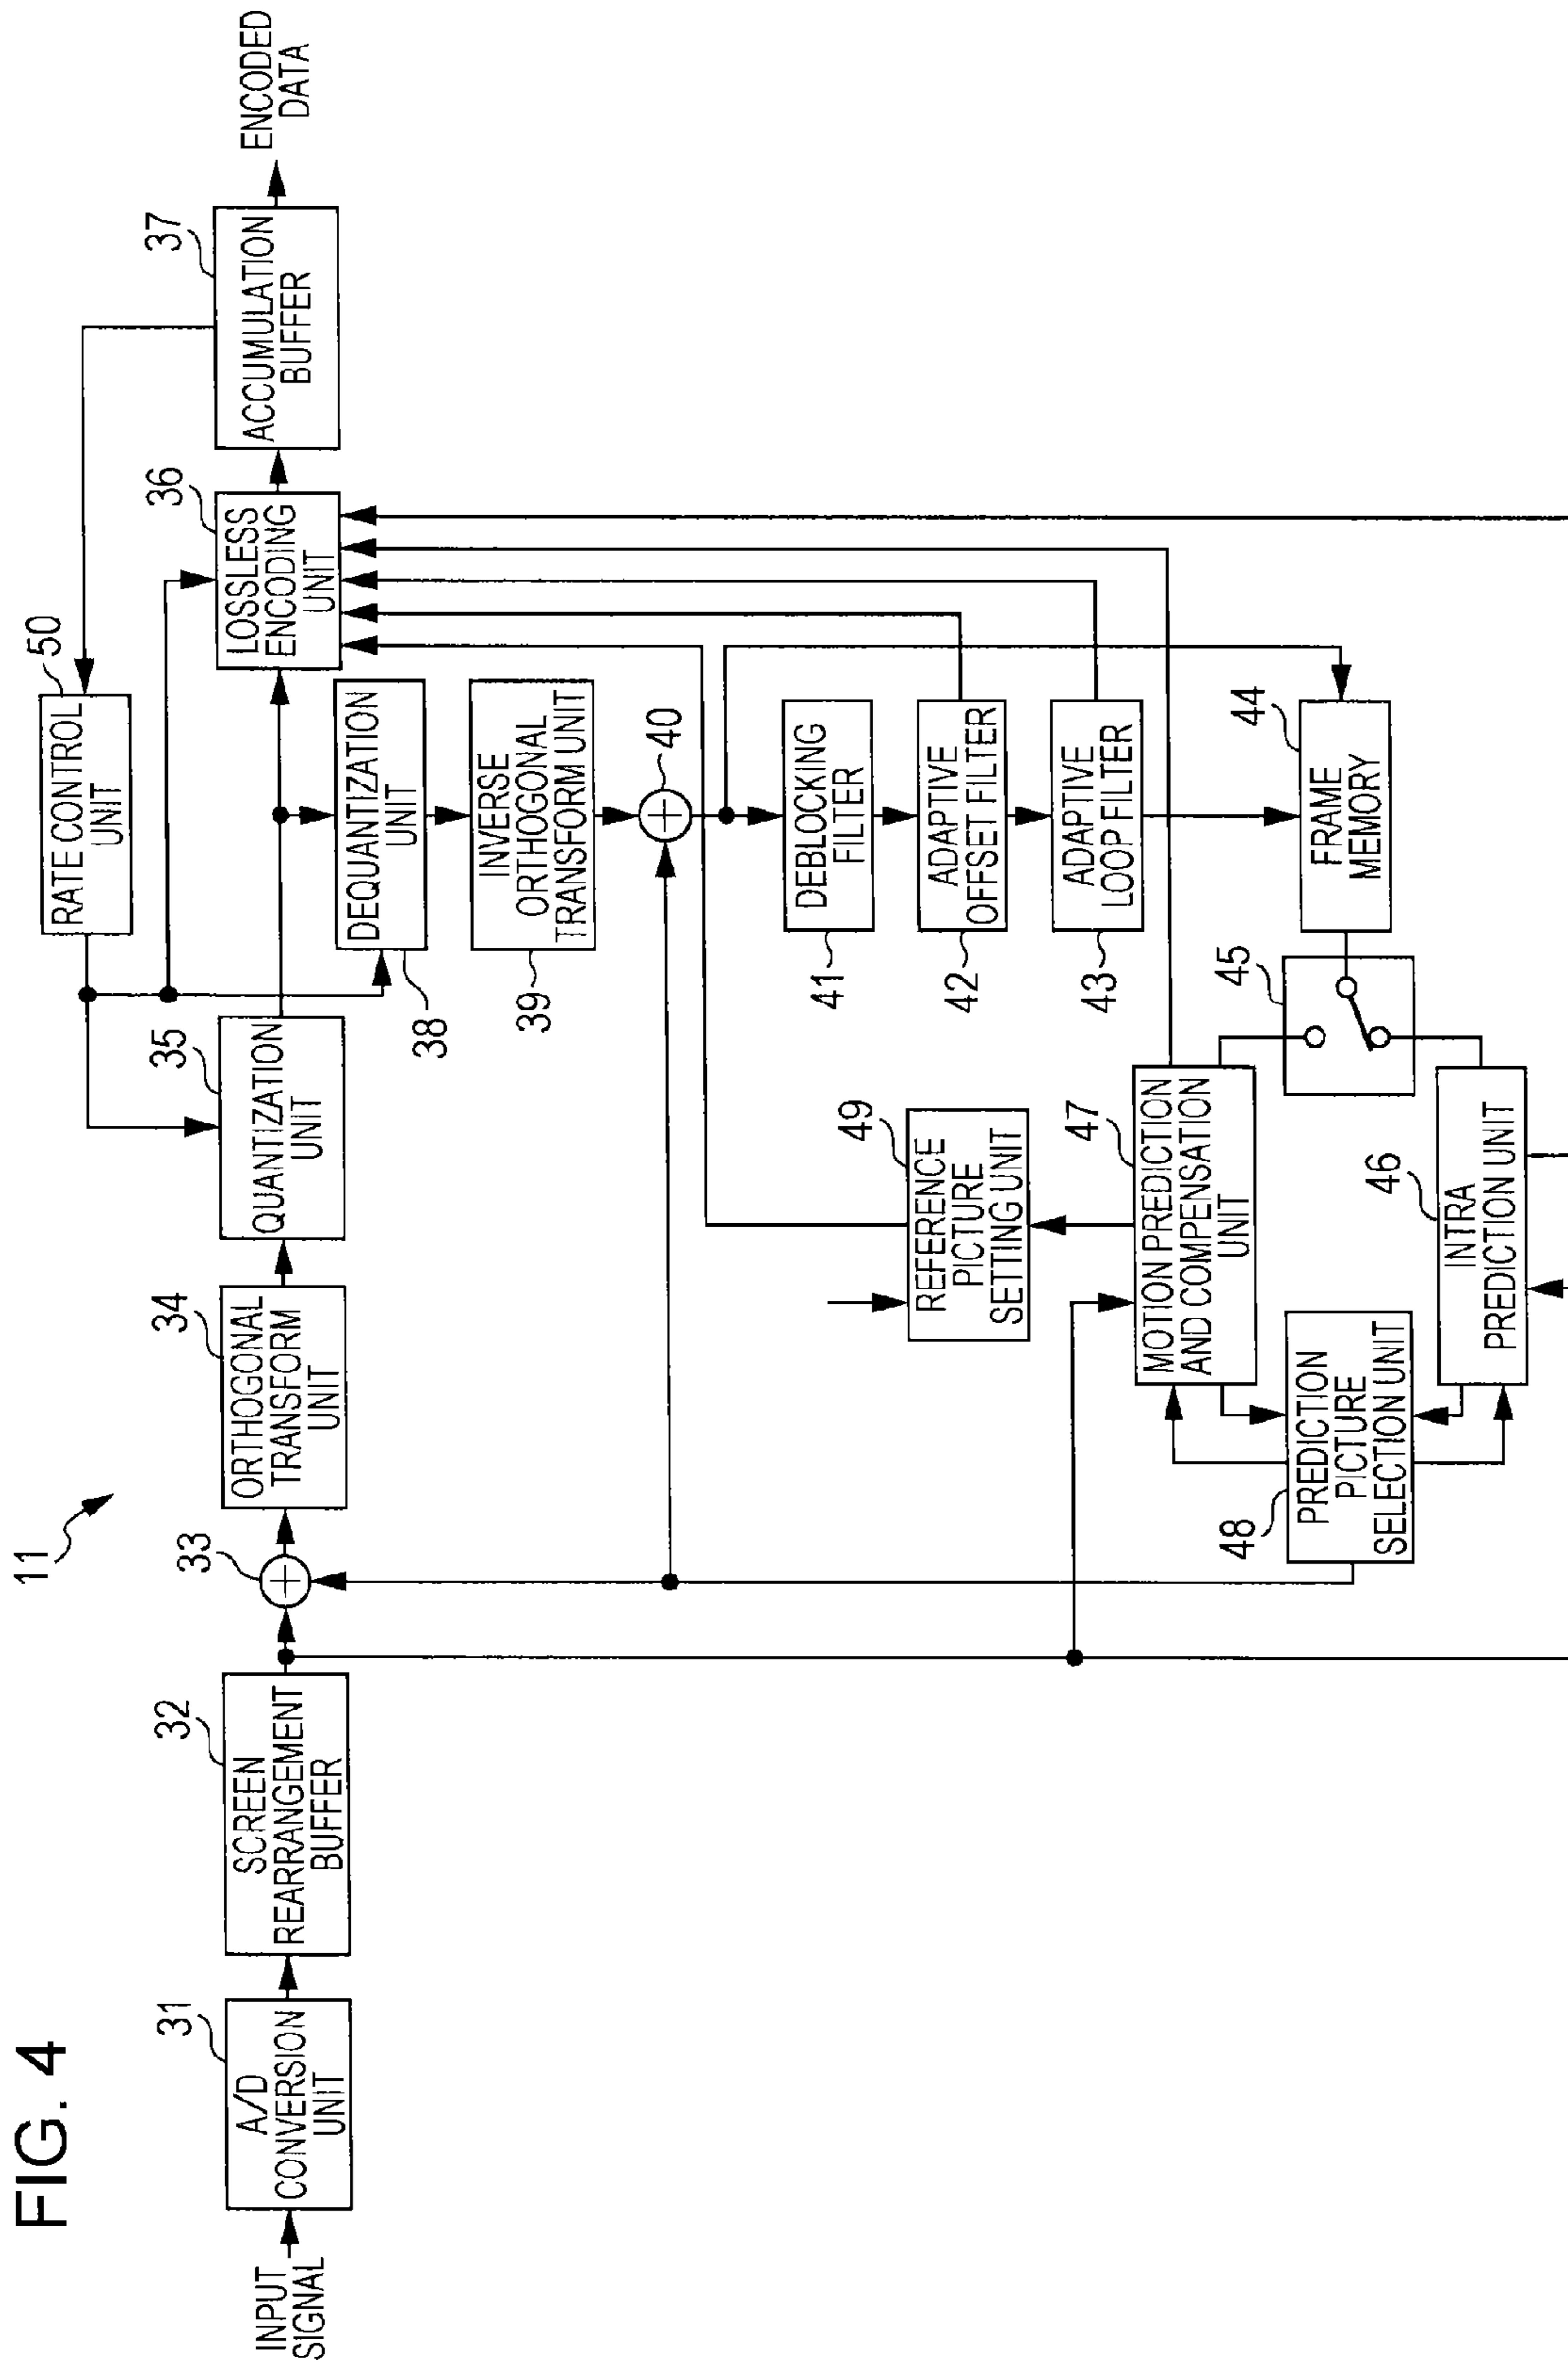 FIG. 4
11
INPUT
SIGNAL
31
A/D
CONVERSION
UNIT
32
SCREEN
REARRANGEMENT
BUFFER
33
34
ORTHOGONAL
TRANSFORM
UNIT
35
QUANTIZATION
UNIT
50
RATE CONTROL
UNIT
36
LOSSLESS
ENCODING
UNIT
37
ACCUMULATION
BUFFER
ENCODED
DATA
38
DEQUANTIZATION
UNIT
39
INVERSE
ORTHOGONAL
TRANSFORM UNIT
40
41
DEBLOCKING
FILTER
42
ADAPTIVE
OFFSET FILTER
43
ADAPTIVE
LOOP FILTER
44
FRAME
MEMORY
45
49
REFERENCE
PICTURE
SETTING UNIT
47
MOTION PREDICTION
AND COMPENSATION
UNIT
48
PREDICTION
PICTURE
SELECTION UNIT
46
INTRA
PREDICTION UNIT